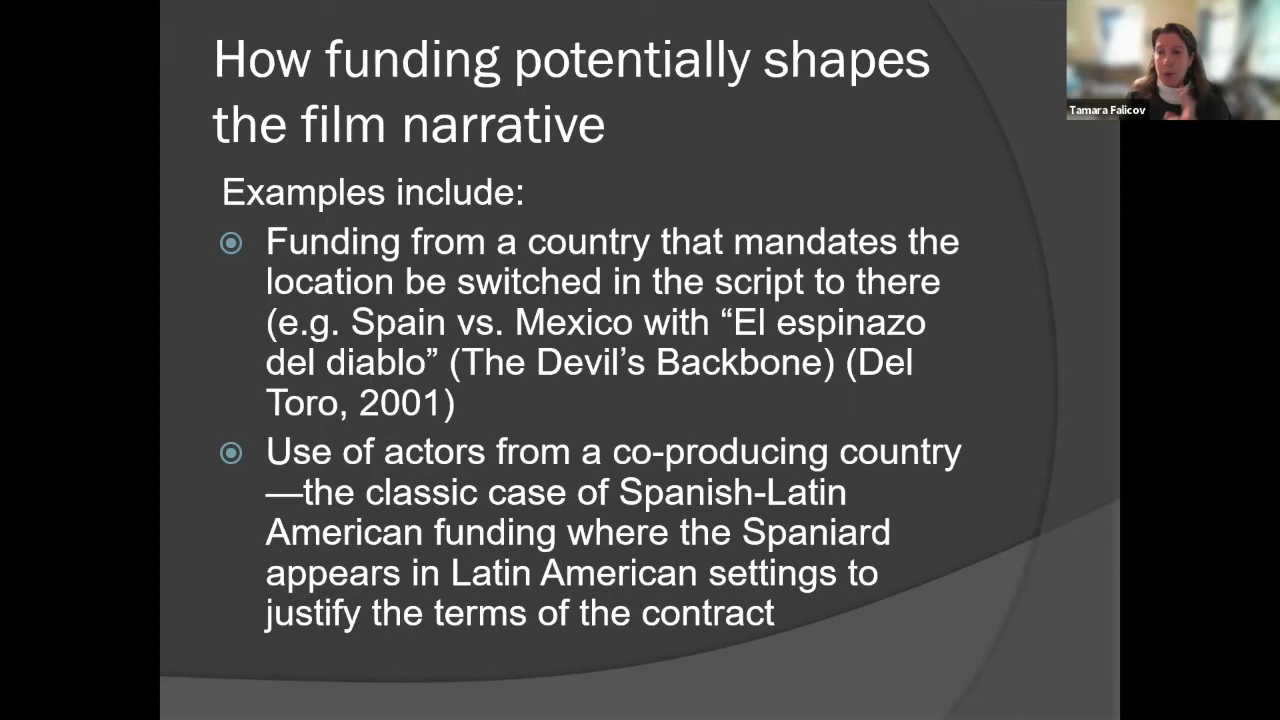 How funding potentially shapes
the film narrative
Examples include:
Funding from a country that mandates the
location be switched in the script to there
(e.g. Spain vs. Mexico with “El espinazo
del diablo” (The Devil’s Backbone) (Del
Toro, 2001)
Use of actors from a co-producing country
—the classic case of Spanish-Latin
American funding where the Spaniard
appears in Latin American settings to
justify the terms of the contract
Tamara Falicov